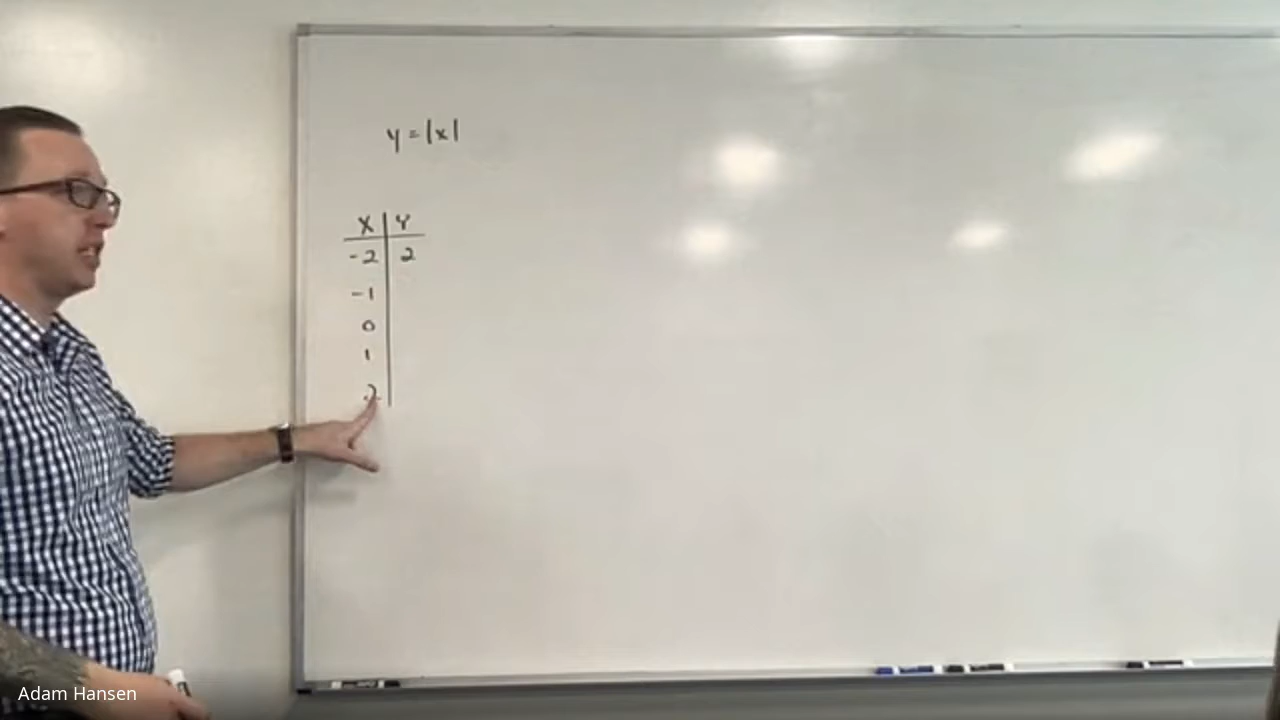 y = |x|
X Y
-2 2
-1
0
1
2
Adam Hansen